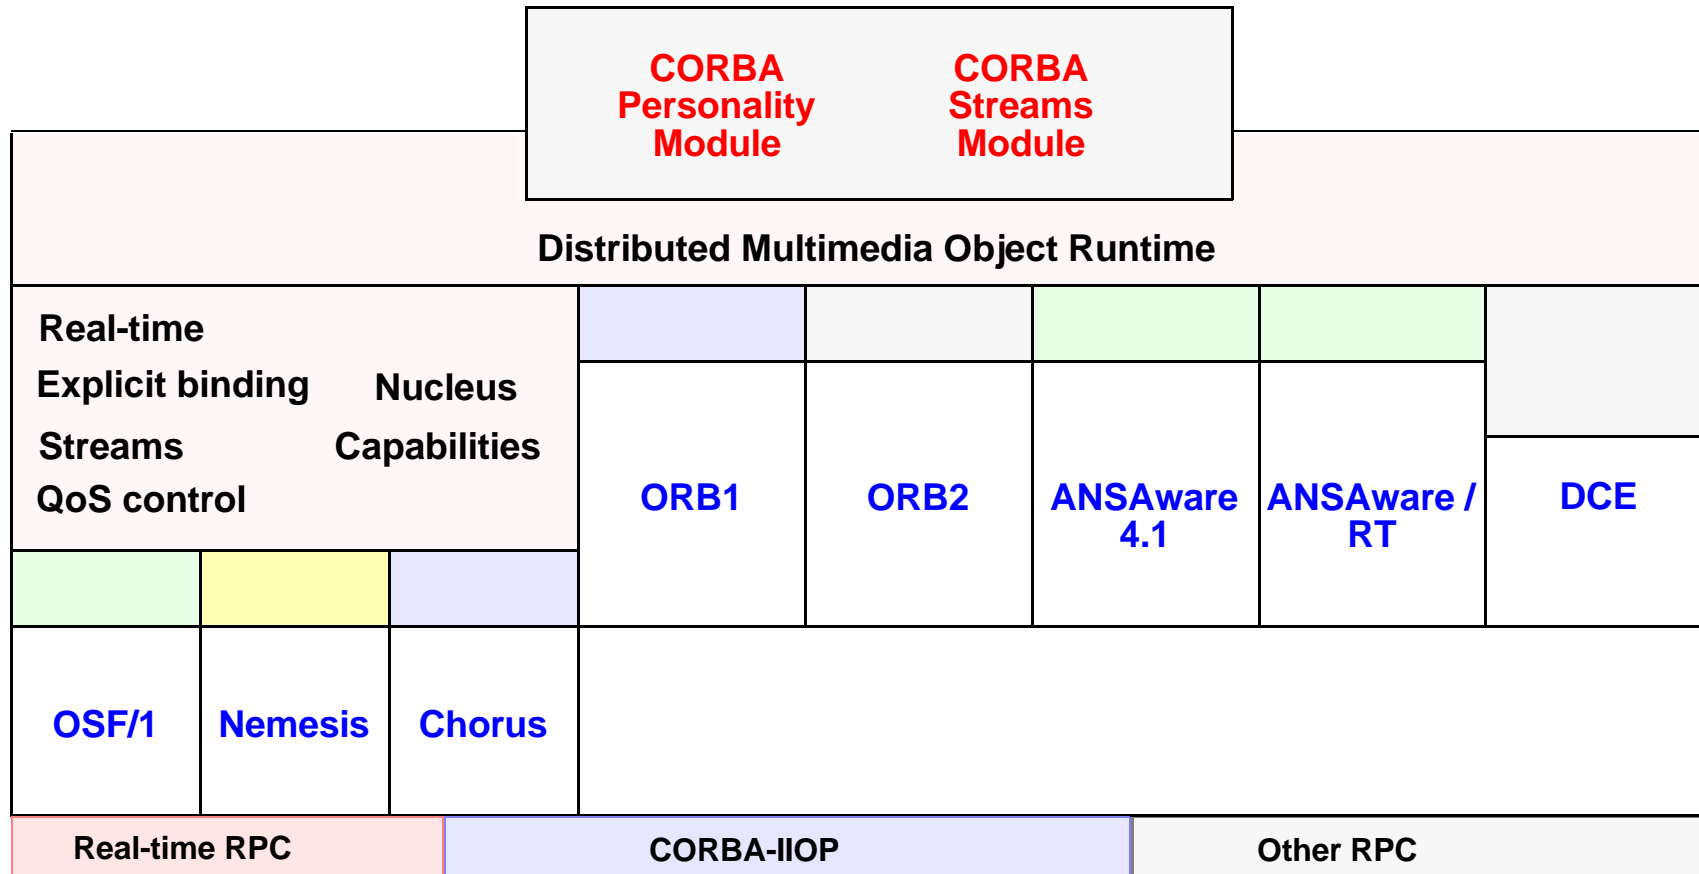 CORBA
Personality
Module
CORBA
Streams
Module
Distributed Multimedia Object Runtime
Real-time
Explicit binding
Nucleus
Streams
Capabilities
QoS control
ORB1
ORB2
ANSAware
4.1
ANSAware /
RT
DCE
OSF/1
Nemesis
Chorus
Real-time RPC
CORBA-IIOP
Other RPC